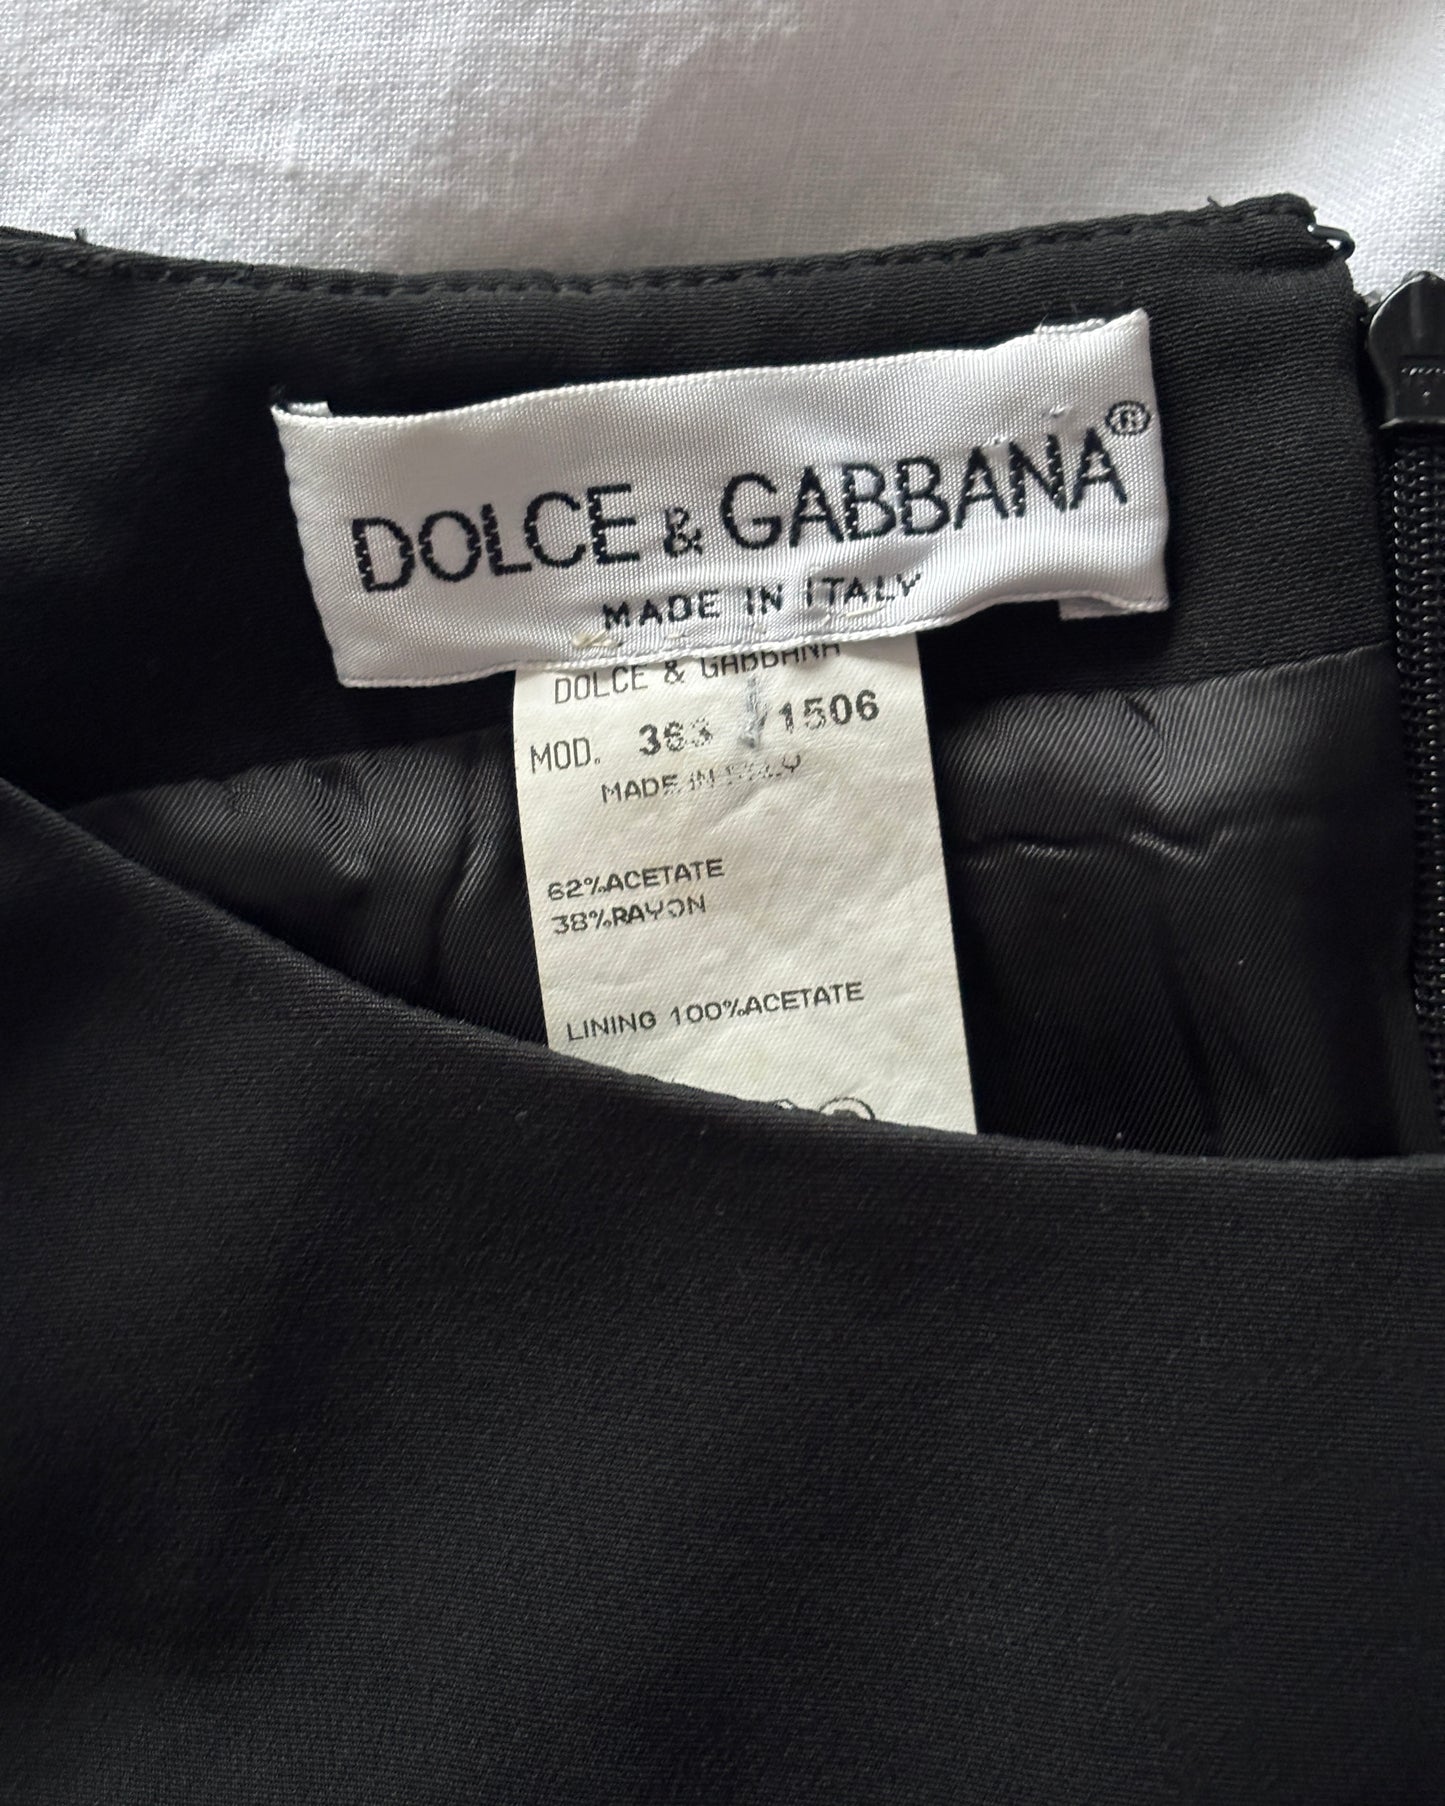 DOLCE & GABBANA®
MADE IN ITALY
DOLCE & GABBANA
MOD. 363 1506
MADE IN ITALY
62%ACETATE
38%RAYON
LINING 100%ACETATE